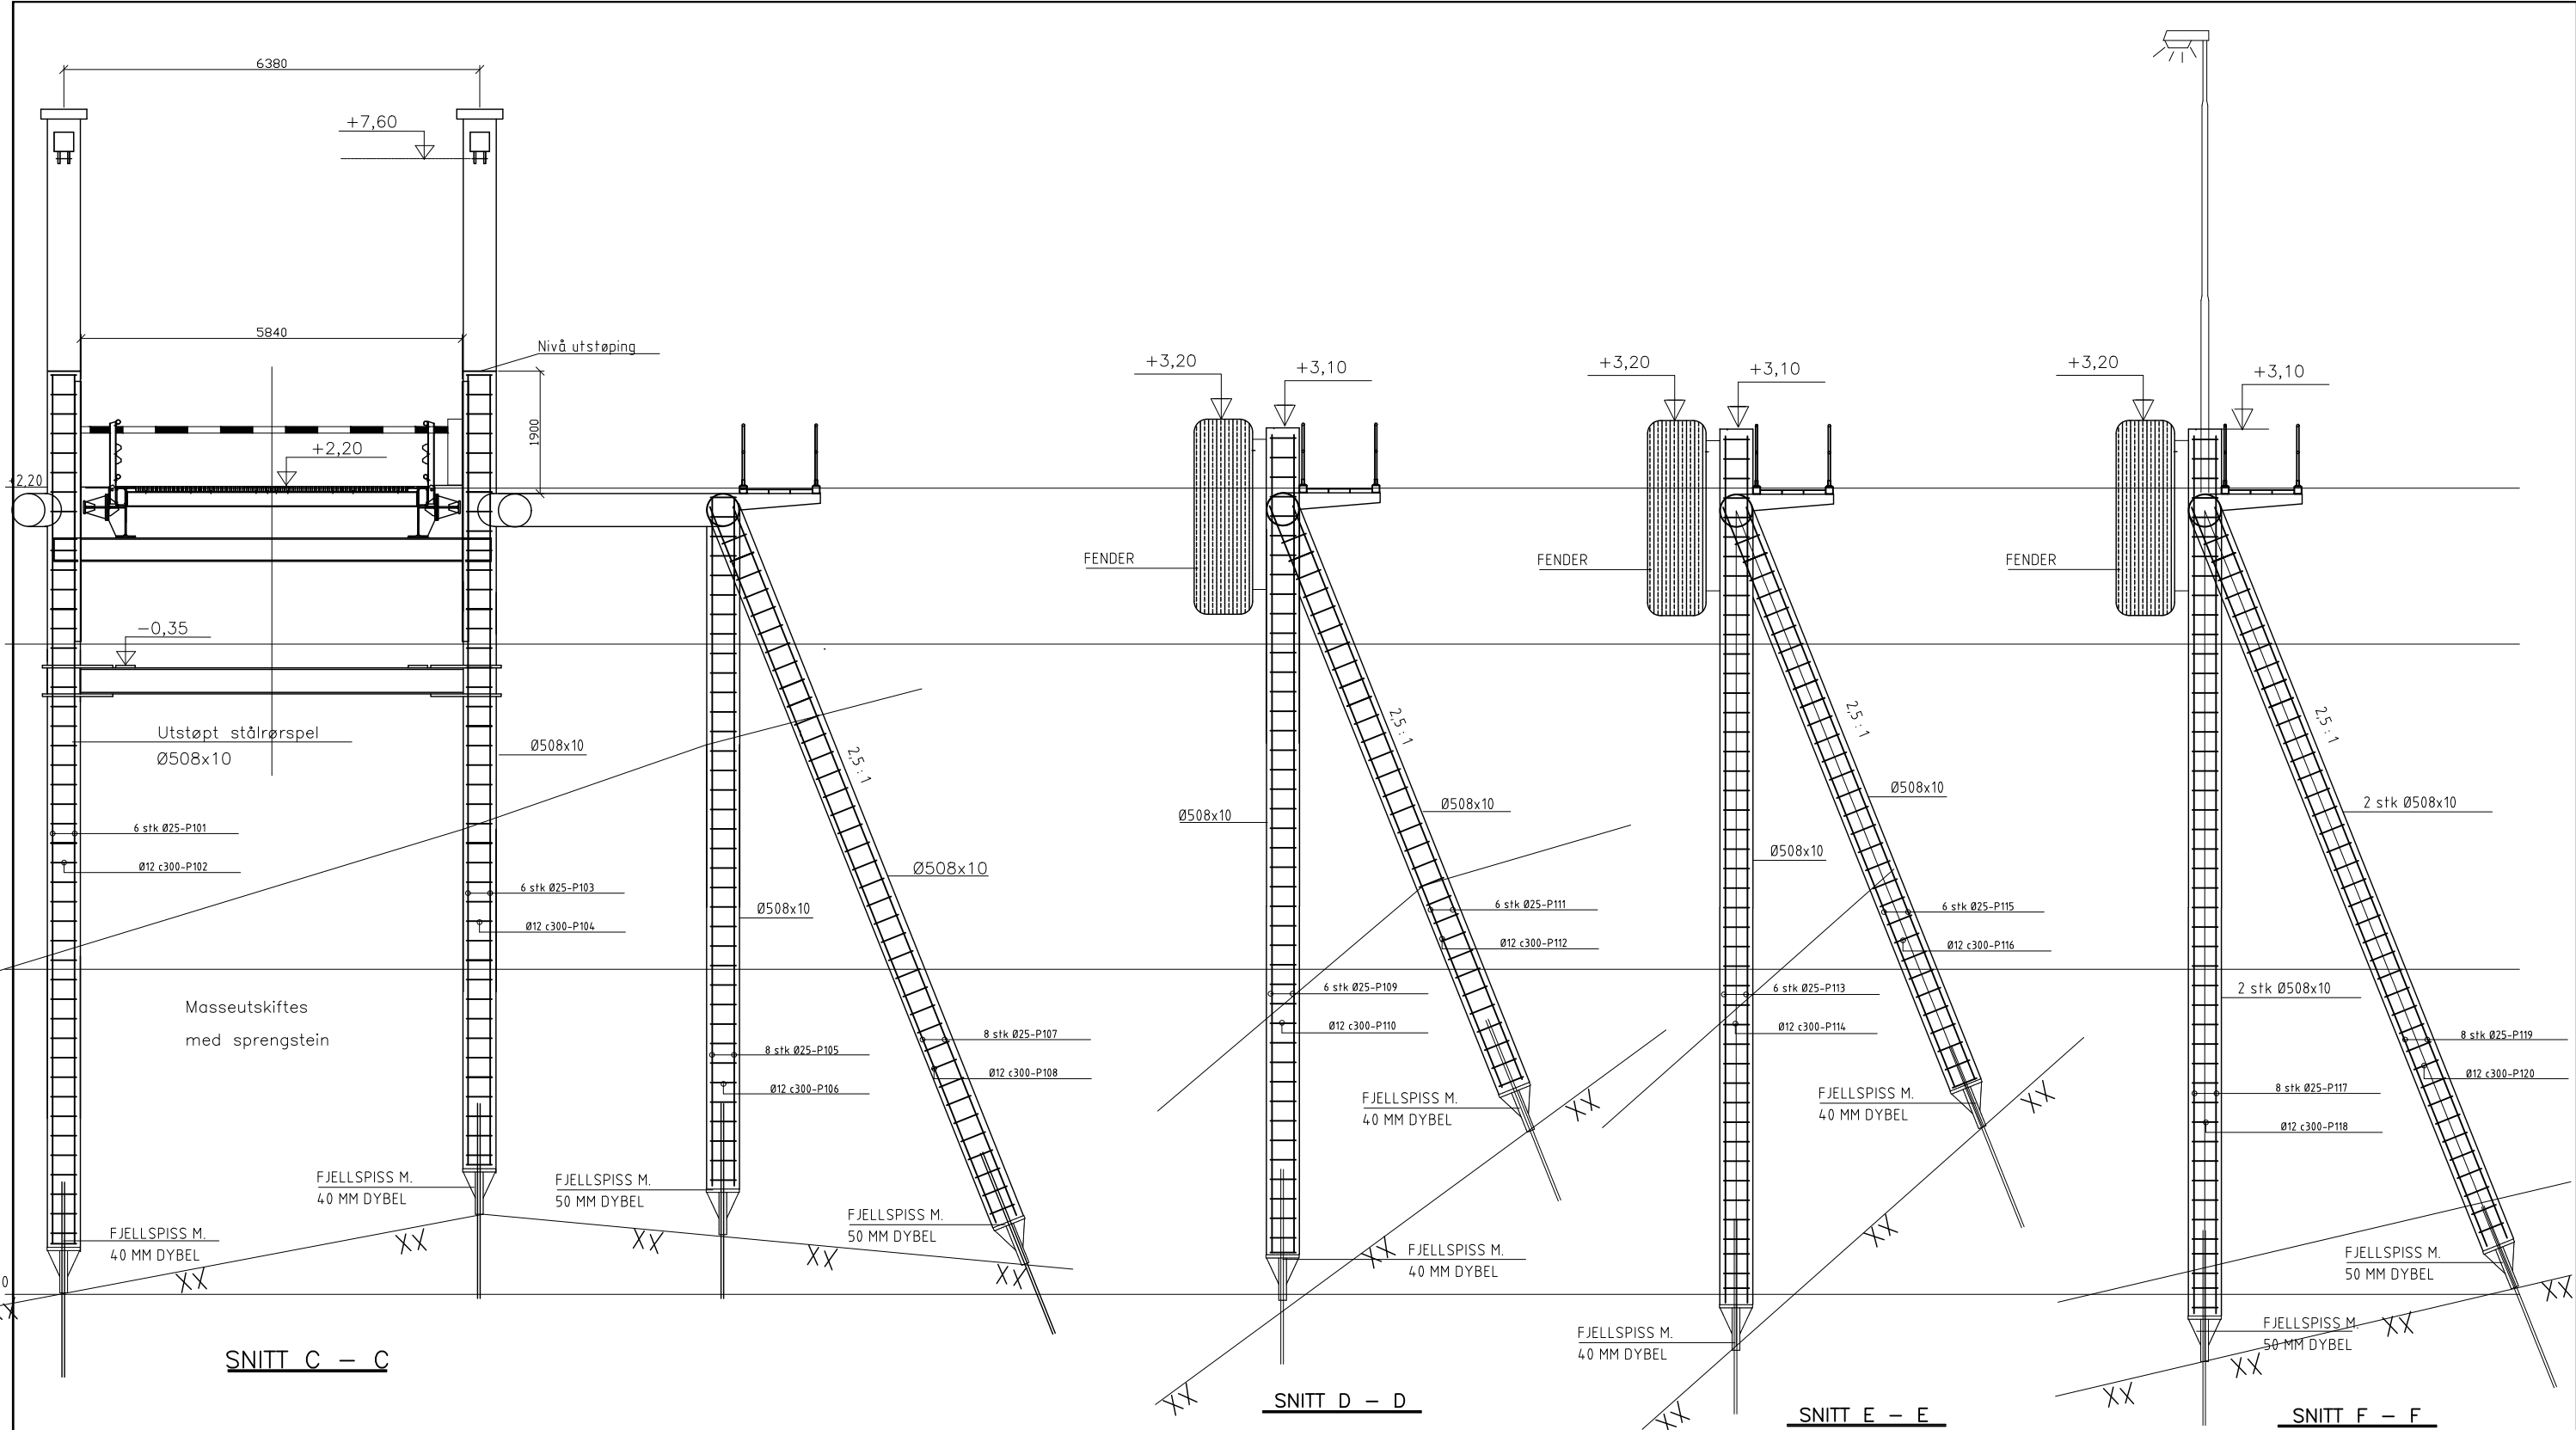 6380
+7,60
5840
Nivå utstøping
1900
+2,20
+2,20
-0,35
Utstøpt stålrørspel
Ø508x10
Ø508x10
2,5 : 1
6 stk Ø25-P101
Ø12 c300-P102
6 stk Ø25-P103
Ø12 c300-P104
Ø508x10
Ø508x10
Masseutskiftes
med sprengstein
8 stk Ø25-P105
Ø12 c300-P106
8 stk Ø25-P107
Ø12 c300-P108
FJELLSPISS M.
40 MM DYBEL
FJELLSPISS M.
40 MM DYBEL
FJELLSPISS M.
50 MM DYBEL
FJELLSPISS M.
50 MM DYBEL
0
SNITT C - C
+3,20
+3,10
FENDER
2,5 : 1
Ø508x10
Ø508x10
6 stk Ø25-P111
Ø12 c300-P112
6 stk Ø25-P109
Ø12 c300-P110
FJELLSPISS M.
40 MM DYBEL
FJELLSPISS M.
40 MM DYBEL
SNITT D - D
+3,20
+3,10
FENDER
2,5 : 1
Ø508x10
Ø508x10
6 stk Ø25-P115
Ø12 c300-P116
6 stk Ø25-P113
Ø12 c300-P114
FJELLSPISS M.
40 MM DYBEL
FJELLSPISS M.
40 MM DYBEL
SNITT E - E
+3,20
+3,10
FENDER
2,5 : 1
2 stk Ø508x10
2 stk Ø508x10
8 stk Ø25-P119
Ø12 c300-P120
8 stk Ø25-P117
Ø12 c300-P118
FJELLSPISS M.
50 MM DYBEL
FJELLSPISS M.
50 MM DYBEL
SNITT F - F